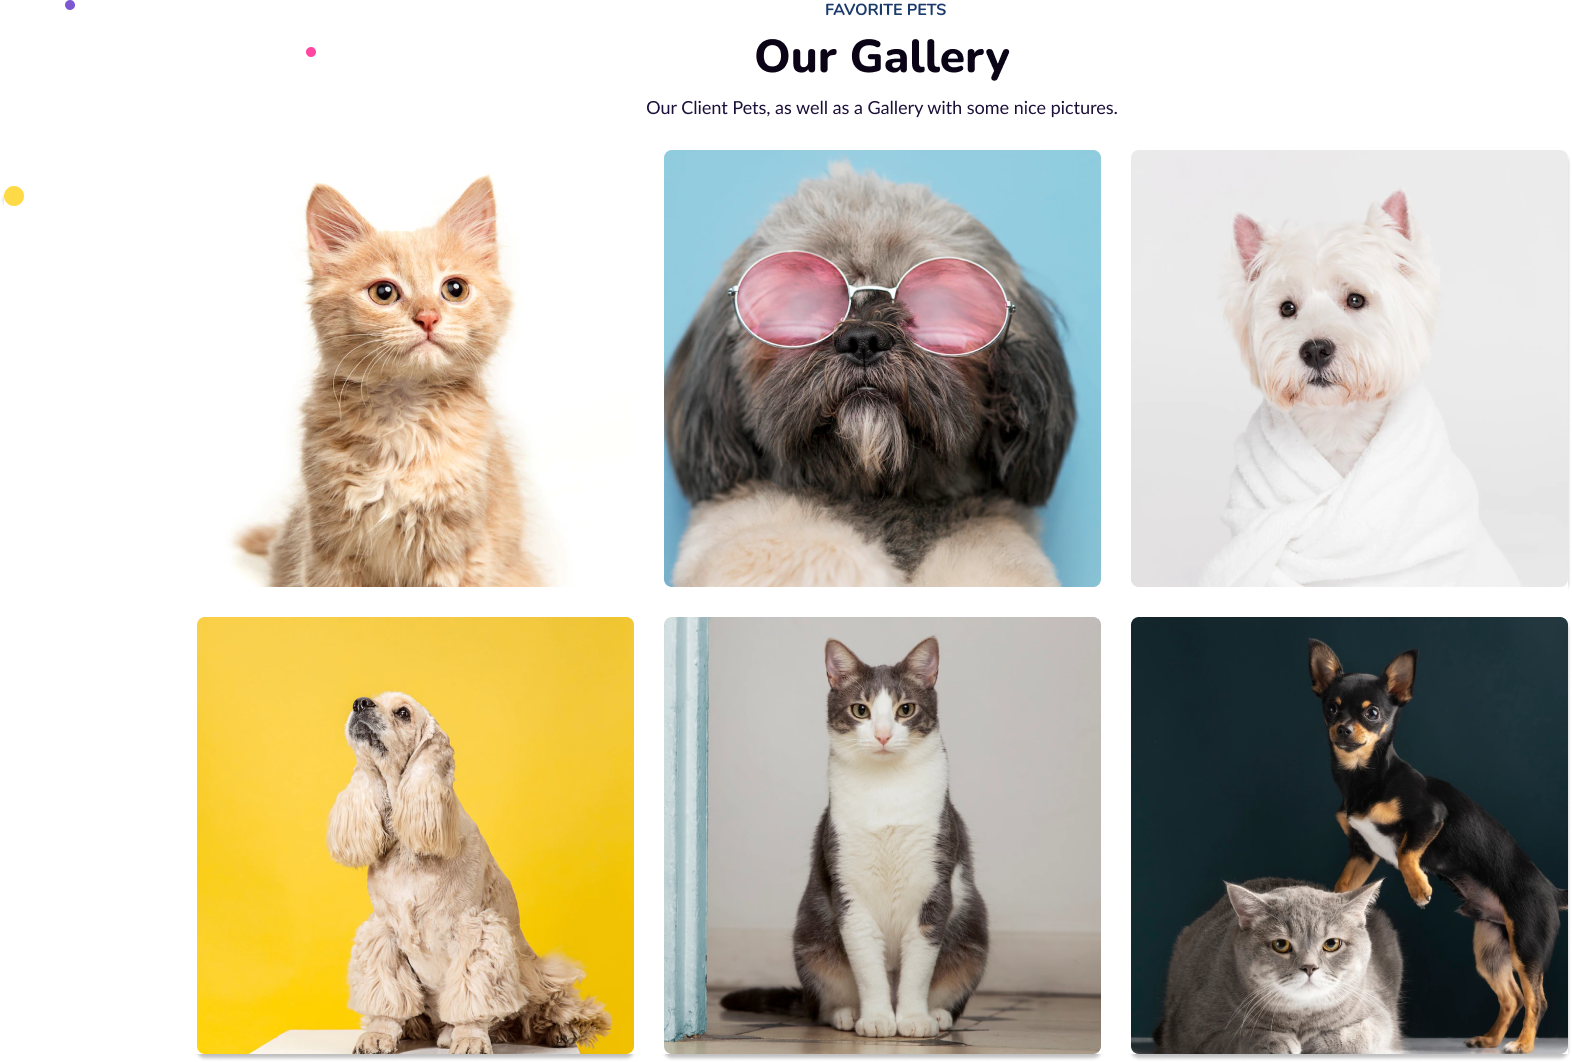 FAVORITE PETS
Our Gallery
Our Client Pets, as well as a Gallery with some nice pictures.